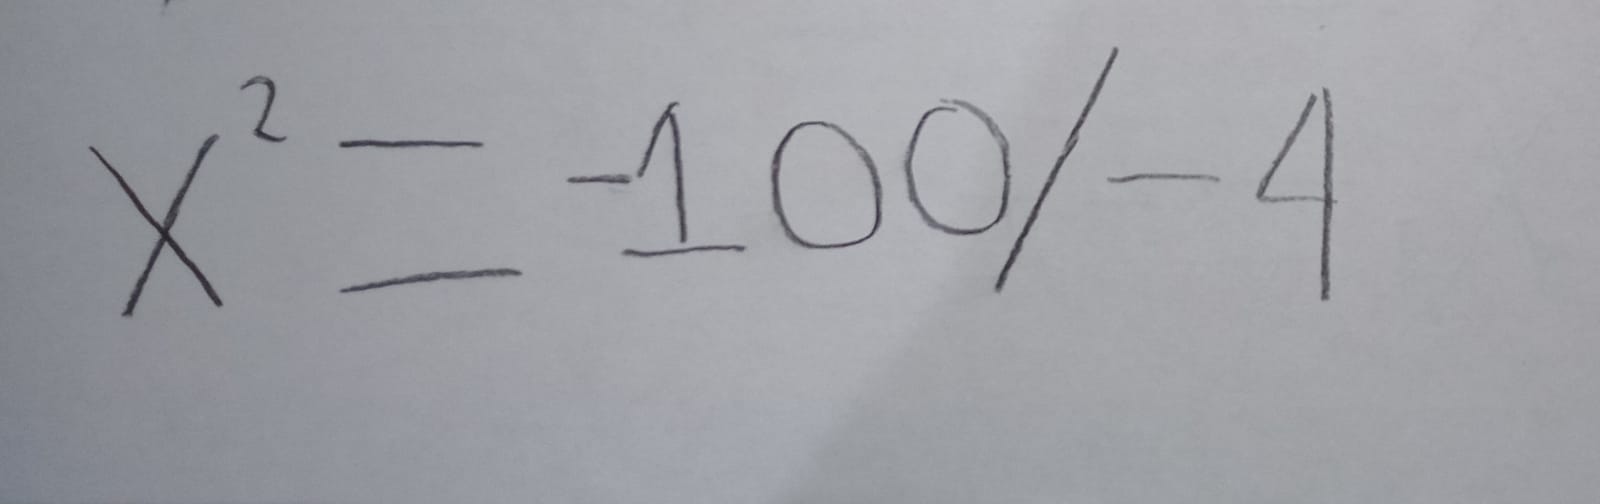 x² = -100/-4